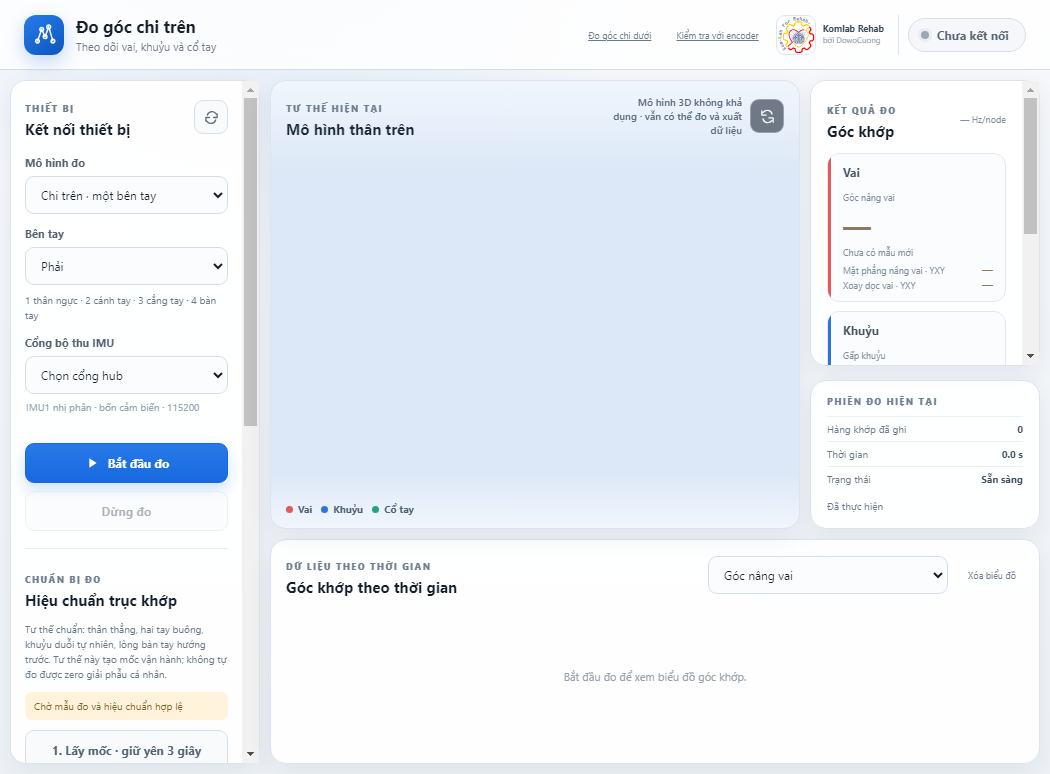 Đo góc chi trên
Theo dõi vai, khuỷu và cổ tay
Đo góc chi dưới
Kiểm tra với encoder
Komlab Rehab
bởi DowoCuong
Chưa kết nối
THIẾT BỊ
Kết nối thiết bị
Mô hình đo
Chi trên · một bên tay
Bên tay
Phải
1 thân ngực · 2 cánh tay · 3 cẳng tay · 4 bàn
tay
Cổng bộ thu IMU
Chọn cổng hub
IMU1 nhị phân · bốn cảm biến · 115200
Bắt đầu đo
Dừng đo
CHUẨN BỊ ĐO
Hiệu chuẩn trục khớp
Tư thế chuẩn: thân thẳng, hai tay buông,
khuỷu duỗi tự nhiên, lòng bàn tay hướng
trước. Tư thế này tạo mốc vận hành; không tự
đo được zero giải phẫu cá nhân.
Chờ mẫu đo và hiệu chuẩn hợp lệ
1. Lấy mốc · giữ yên 3 giây
TƯ THẾ HIỆN TẠI
Mô hình thân trên
Mô hình 3D không khả
dụng · vẫn có thể đo và xuất
dữ liệu
Vai
Khuỷu
Cổ tay
KẾT QUẢ ĐO
Góc khớp
— Hz/node
Vai
Góc nâng vai
—
Chưa có mẫu mới
Mặt phẳng nâng vai · YXY —
Xoay dọc vai · YXY —
Khuỷu
Gấp khuỷu
PHIÊN ĐO HIỆN TẠI
Hàng khớp đã ghi 0
Thời gian 0.0 s
Trạng thái Sẵn sàng
Đã thực hiện
DỮ LIỆU THEO THỜI GIAN
Góc khớp theo thời gian
Góc nâng vai
Xóa biểu đồ
Bắt đầu đo để xem biểu đồ góc khớp.